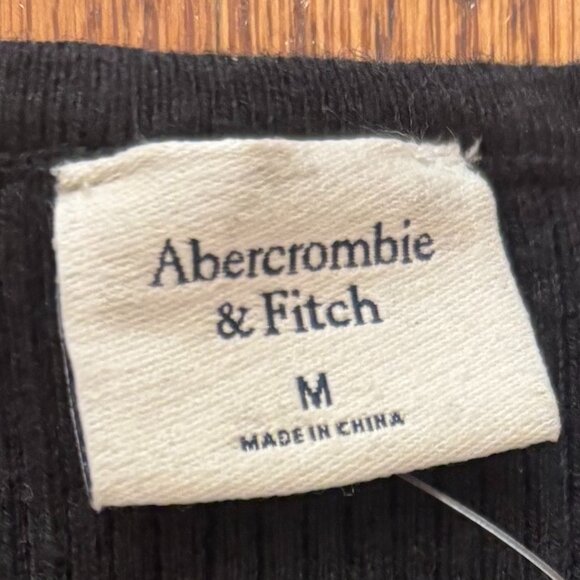 Abercrombie
& Fitch
M
MADE IN CHINA